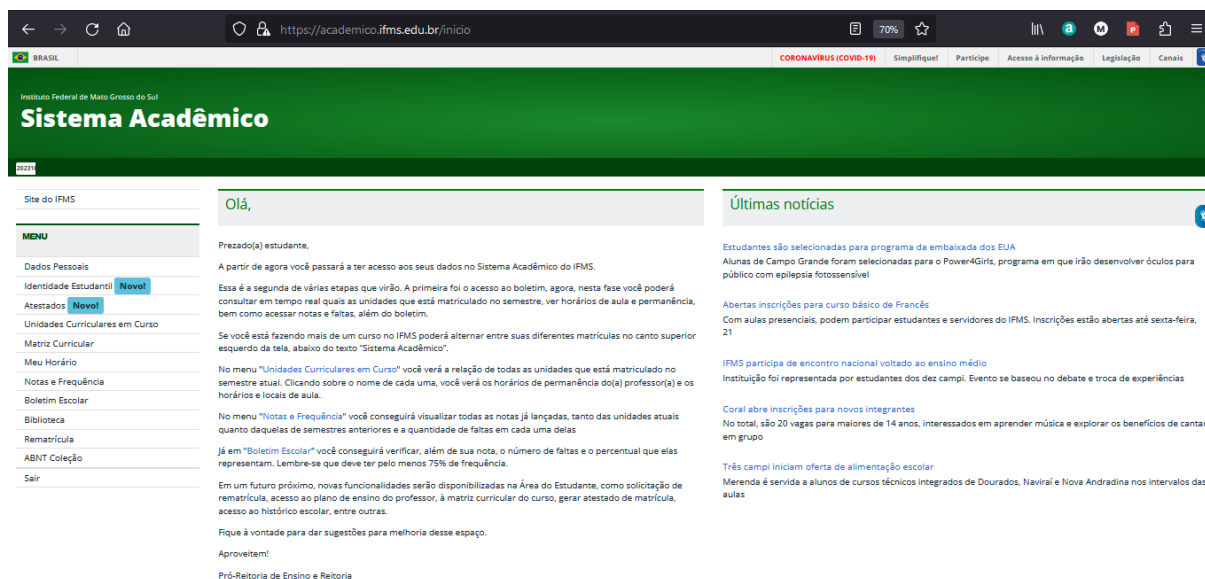 https://academico.ifms.edu.br/inicio
70%
a
M
P
BRASIL
CORONAVÍRUS (COVID-19)
Simplifique!
Participe
Acesso à informação
Legislação
Canais
Instituto Federal de Mato Grosso do Sul
Sistema Acadêmico
Site do IFMS
MENU
Dados Pessoais
Identidade Estudantil Novo!
Atestados Novo!
Unidades Curriculares em Curso
Matriz Curricular
Meu Horário
Notas e Frequência
Boletim Escolar
Biblioteca
Rematrícula
ABNT Coleção
Sair
Olá,
Prezado(a) estudante,
A partir de agora você passará a ter acesso aos seus dados no Sistema Acadêmico do IFMS.
Essa é a segunda de várias etapas que virão. A primeira foi o acesso ao boletim, agora, nesta fase você poderá
consultar em tempo real quais as unidades que está matriculado no semestre, ver horários de aula e permanência,
bem como acessar notas e faltas, além do boletim.
Se você está fazendo mais de um curso no IFMS poderá alternar entre suas diferentes matrículas no canto superior
esquerdo da tela, abaixo do texto "Sistema Acadêmico".
No menu "Unidades Curriculares em Curso" você verá a relação de todas as unidades que está matriculado no
semestre atual. Clicando sobre o nome de cada uma, você verá os horários de permanência do(a) professor(a) e os
horários e locais de aula.
No menu "Notas e Frequência" você conseguirá visualizar todas as notas já lançadas, tanto das unidades atuais
quanto daquelas de semestres anteriores e a quantidade de faltas em cada uma delas
Já em "Boletim Escolar" você conseguirá verificar, além de sua nota, o número de faltas e o percentual que elas
representam. Lembre-se que deve ter pelo menos 75% de frequência.
Em um futuro próximo, novas funcionalidades serão disponibilizadas na Área do Estudante, como solicitação de
rematrícula, acesso ao plano de ensino do professor, à matriz curricular do curso, gerar atestado de matrícula,
acesso ao histórico escolar, entre outras.
Fique à vontade para dar sugestões para melhoria desse espaço.
Aproveitem!
Pró-Reitoria de Ensino e Reitoria
Últimas notícias
Estudantes são selecionadas para programa da embaixada dos EUA
Alunas de Campo Grande foram selecionadas para o Power4Girls, programa em que irão desenvolver óculos para
público com epilepsia fotossensível
Abertas inscrições para curso básico de Francês
Com aulas presenciais, podem participar estudantes e servidores do IFMS. Inscrições estão abertas até sexta-feira,
21
IFMS participa de encontro nacional voltado ao ensino médio
Instituição foi representada por estudantes dos dez campi. Evento se baseou no debate e troca de experiências
Coral abre inscrições para novos integrantes
No total, são 20 vagas para maiores de 14 anos, interessados em aprender música e explorar os benefícios de cantar
em grupo
Três campi iniciam oferta de alimentação escolar
Merenda é servida a alunos de cursos técnicos integrados de Dourados, Naviraí e Nova Andradina nos intervalos das
aulas